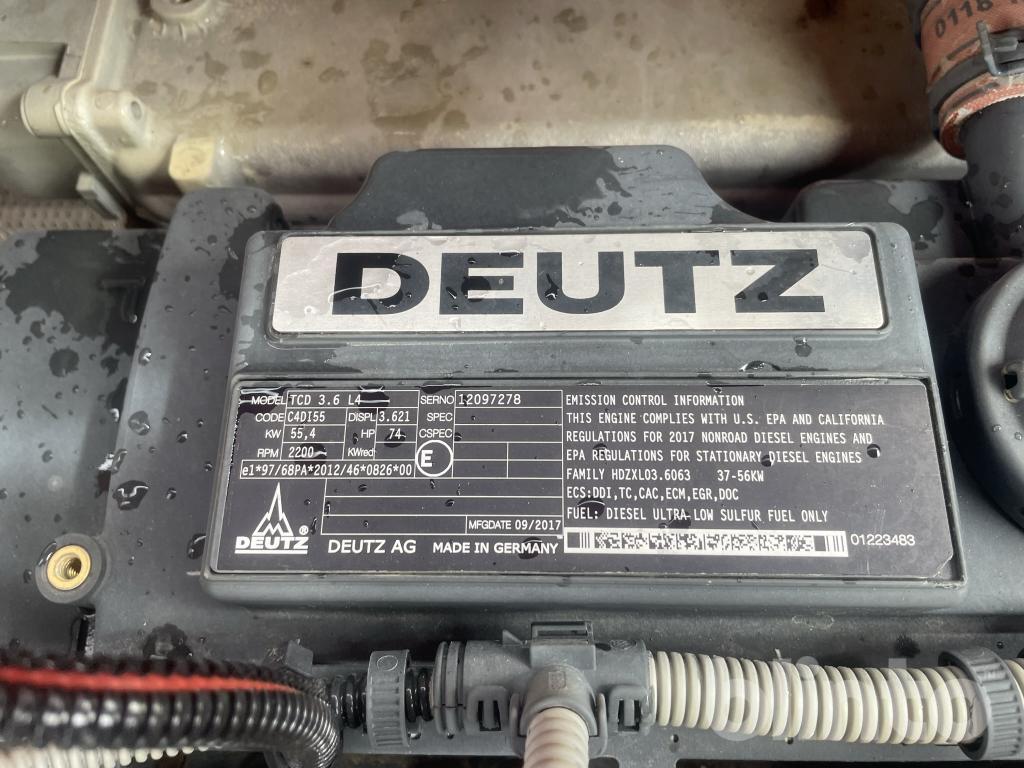 0118
DEUTZ
MODEL TCD 3.6 L4 SERNO 12097278
CODE C4DI55 DISPL 3.621 SPEC
KW 55,4 HP 74 CSPEC
RPM 2200 KWred E
e1*97/68PA*2012/46*0826*00
MFGDATE 09/2017
DEUTZ®
DEUTZ AG MADE IN GERMANY
EMISSION CONTROL INFORMATION
THIS ENGINE COMPLIES WITH U.S. EPA AND CALIFORNIA
REGULATIONS FOR 2017 NONROAD DIESEL ENGINES AND
EPA REGULATIONS FOR STATIONARY DIESEL ENGINES
FAMILY HDZXL03.6063 37-56KW
ECS:DDI,TC,CAC,ECM,EGR,DOC
FUEL: DIESEL ULTRA LOW SULFUR FUEL ONLY
01223483